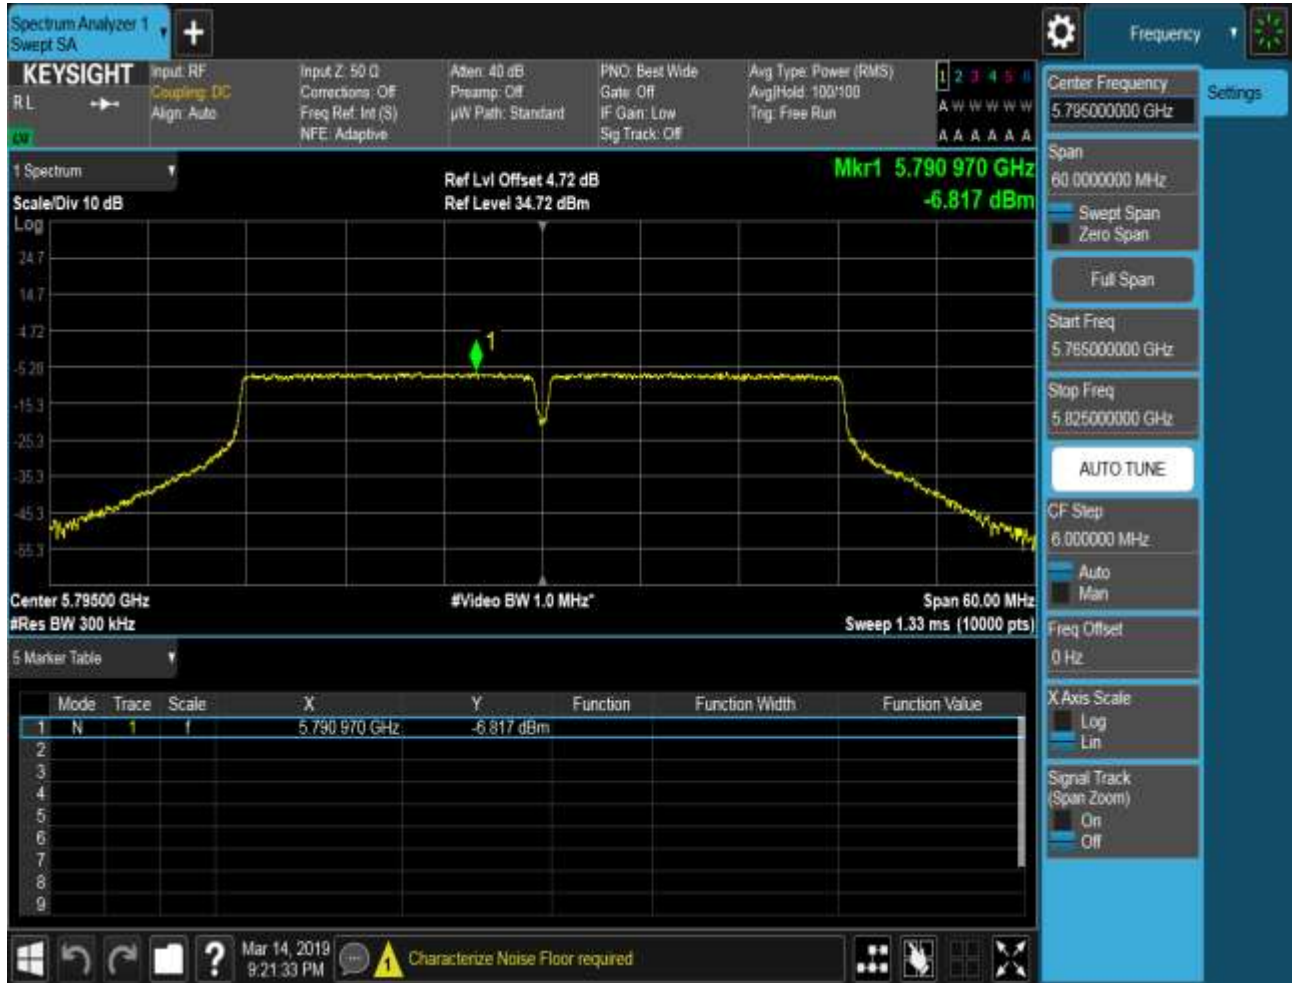 Spectrum Analyzer 1
Swept SA
+
Frequency
KEYSIGHT
RL
Input: RF
Coupling: DC
Align: Auto
Input Z: 50 Ω
Corrections: Off
Freq Ref: Int (S)
NFE: Adaptive
Atten: 40 dB
Preamp: Off
µW Path: Standard
PNO: Best Wide
Gate: Off
IF Gain: Low
Sig Track: Off
Avg Type: Power (RMS)
Avg|Hold: 100/100
Trig: Free Run
1 2 3 4 5 6
A W W W W W
A A A A A A
1 Spectrum
Scale/Div 10 dB
Ref Lvl Offset 4.72 dB
Ref Level 34.72 dBm
Mkr1 5.790 970 GHz
-6.817 dBm
Log
24.7
14.7
4.72
-5.28
-15.3
-25.3
-35.3
-45.3
-55.3
1
Center 5.79500 GHz
#Res BW 300 kHz
#Video BW 1.0 MHz*
Span 60.00 MHz
Sweep 1.33 ms (10000 pts)
5 Marker Table
Mode Trace Scale X Y Function Function Width Function Value
1 N 1 f 5.790 970 GHz -6.817 dBm
2
3
4
5
6
7
8
9
Mar 14, 2019
9:21:33 PM
?
1
Characterize Noise Floor required
Center Frequency
5.795000000 GHz
Settings
Span
60.0000000 MHz
Swept Span
Zero Span
Full Span
Start Freq
5.765000000 GHz
Stop Freq
5.825000000 GHz
AUTO TUNE
CF Step
6.000000 MHz
Auto
Man
Freq Offset
0 Hz
X Axis Scale
Log
Lin
Signal Track
(Span Zoom)
On
Off